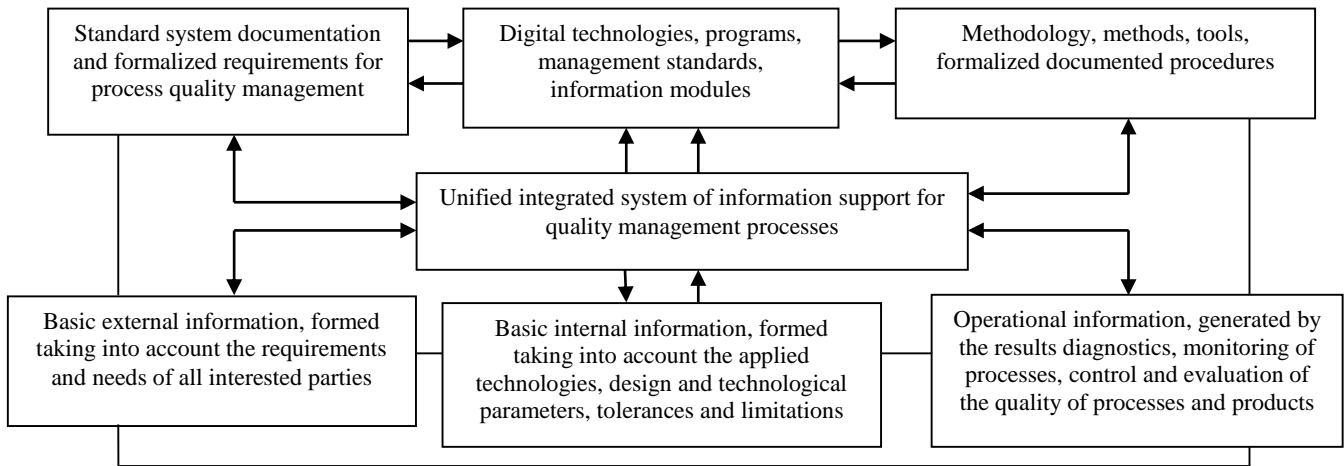 Standard system documentation
and formalized requirements for
process quality management
Digital technologies, programs,
management standards,
information modules
Methodology, methods, tools,
formalized documented procedures
Unified integrated system of information support for
quality management processes
Basic external information, formed
taking into account the requirements
and needs of all interested parties
Basic internal information, formed
taking into account the applied
technologies, design and technological
parameters, tolerances and limitations
Operational information, generated by
the results diagnostics, monitoring of
processes, control and evaluation of
the quality of processes and products